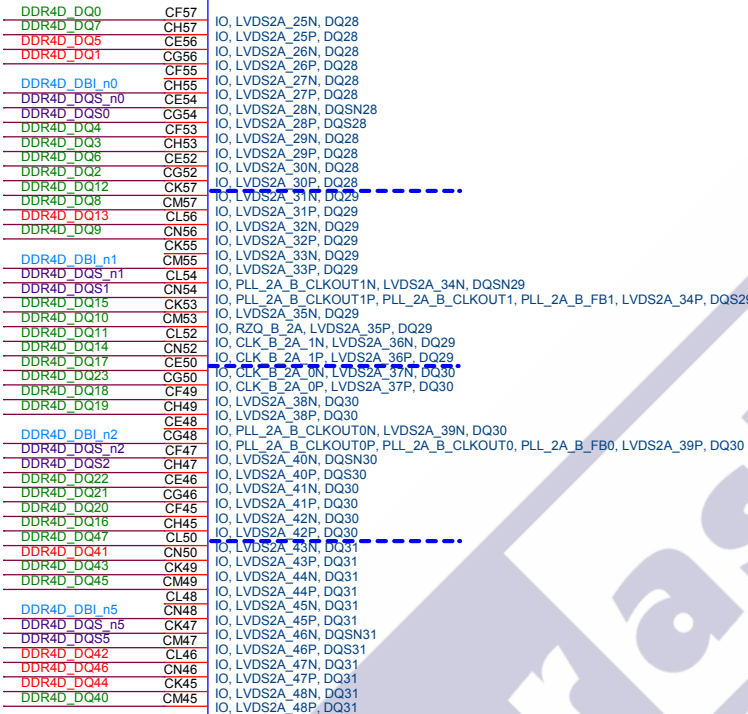 DDR4D_DQ0 CF57 IO, LVDS2A_25N, DQ28
DDR4D_DQ7 CH57 IO, LVDS2A_25P, DQ28
DDR4D_DQ5 CE56 IO, LVDS2A_26N, DQ28
DDR4D_DQ1 CG56 IO, LVDS2A_26P, DQ28
CF55 IO, LVDS2A_27N, DQ28
DDR4D_DBI_n0 CH55 IO, LVDS2A_27P, DQ28
DDR4D_DQS_n0 CE54 IO, LVDS2A_28N, DQSN28
DDR4D_DQS0 CG54 IO, LVDS2A_28P, DQS28
DDR4D_DQ4 CF53 IO, LVDS2A_29N, DQ28
DDR4D_DQ3 CH53 IO, LVDS2A_29P, DQ28
DDR4D_DQ6 CE52 IO, LVDS2A_30N, DQ28
DDR4D_DQ2 CG52 IO, LVDS2A_30P, DQ28
DDR4D_DQ12 CK57 IO, LVDS2A_31N, DQ29
DDR4D_DQ8 CM57 IO, LVDS2A_31P, DQ29
DDR4D_DQ13 CL56 IO, LVDS2A_32N, DQ29
DDR4D_DQ9 CN56 IO, LVDS2A_32P, DQ29
CK55 IO, LVDS2A_33N, DQ29
DDR4D_DBI_n1 CM55 IO, LVDS2A_33P, DQ29
DDR4D_DQS_n1 CL54 IO, PLL_2A_B_CLKOUT1N, LVDS2A_34N, DQSN29
DDR4D_DQS1 CN54 IO, PLL_2A_B_CLKOUT1P, PLL_2A_B_CLKOUT1, PLL_2A_B_FB1, LVDS2A_34P, DQS29
DDR4D_DQ15 CK53 IO, LVDS2A_35N, DQ29
DDR4D_DQ10 CM53 IO, RZQ_B_2A, LVDS2A_35P, DQ29
DDR4D_DQ11 CL52 IO, CLK_B_2A_1N, LVDS2A_36N, DQ29
DDR4D_DQ14 CN52 IO, CLK_B_2A_1P, LVDS2A_36P, DQ29
DDR4D_DQ17 CE50 IO, CLK_B_2A_0N, LVDS2A_37N, DQ30
DDR4D_DQ23 CG50 IO, CLK_B_2A_0P, LVDS2A_37P, DQ30
DDR4D_DQ18 CF49 IO, LVDS2A_38N, DQ30
DDR4D_DQ19 CH49 IO, LVDS2A_38P, DQ30
CE48 IO, PLL_2A_B_CLKOUT0N, LVDS2A_39N, DQ30
DDR4D_DBI_n2 CG48 IO, PLL_2A_B_CLKOUT0P, PLL_2A_B_CLKOUT0, PLL_2A_B_FB0, LVDS2A_39P, DQ30
DDR4D_DQS_n2 CF47 IO, LVDS2A_40N, DQSN30
DDR4D_DQS2 CH47 IO, LVDS2A_40P, DQS30
DDR4D_DQ22 CE46 IO, LVDS2A_41N, DQ30
DDR4D_DQ21 CG46 IO, LVDS2A_41P, DQ30
DDR4D_DQ20 CF45 IO, LVDS2A_42N, DQ30
DDR4D_DQ16 CH45 IO, LVDS2A_42P, DQ30
DDR4D_DQ47 CL50 IO, LVDS2A_43N, DQ31
DDR4D_DQ41 CN50 IO, LVDS2A_43P, DQ31
DDR4D_DQ43 CK49 IO, LVDS2A_44N, DQ31
DDR4D_DQ45 CM49 IO, LVDS2A_44P, DQ31
CL48 IO, LVDS2A_45N, DQ31
DDR4D_DBI_n5 CN48 IO, LVDS2A_45P, DQ31
DDR4D_DQS_n5 CK47 IO, LVDS2A_46N, DQSN31
DDR4D_DQS5 CM47 IO, LVDS2A_46P, DQS31
DDR4D_DQ42 CL46 IO, LVDS2A_47N, DQ31
DDR4D_DQ46 CN46 IO, LVDS2A_47P, DQ31
DDR4D_DQ44 CK45 IO, LVDS2A_48N, DQ31
DDR4D_DQ40 CM45 IO, LVDS2A_48P, DQ31